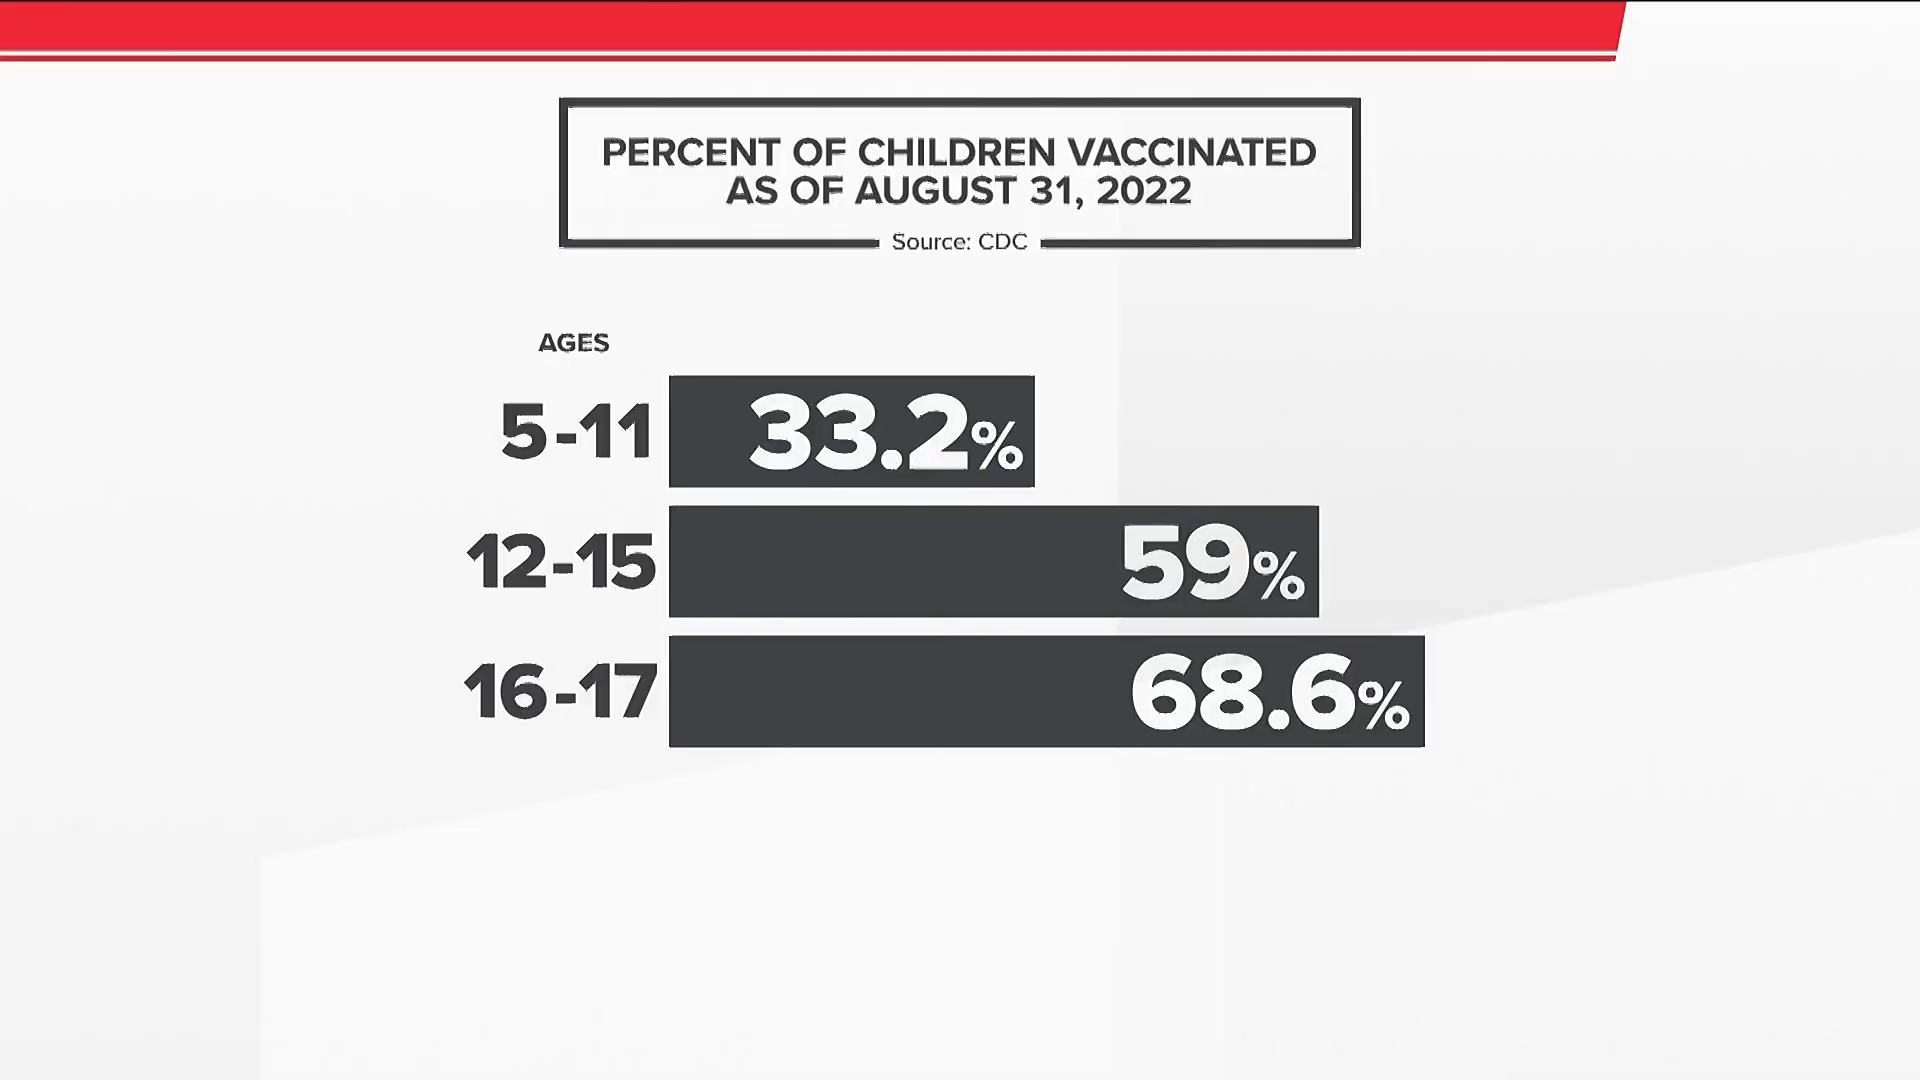 PERCENT OF CHILDREN VACCINATED
AS OF AUGUST 31, 2022
Source: CDC
AGES
5-11 33.2%
12-15 59%
16-17 68.6%